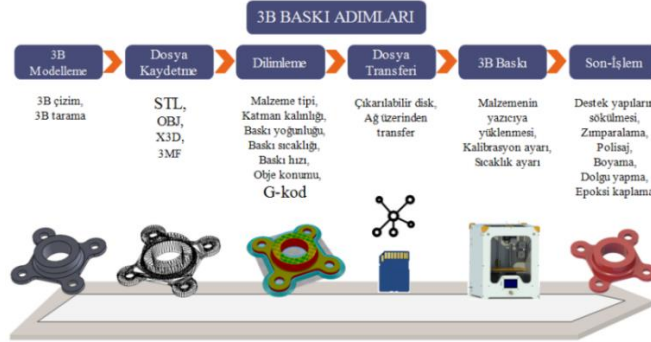 3B BASKI ADIMLARI
3B
Modelleme
Dosya
Kaydetme
Dilimleme
Dosya
Transferi
3B Baskı
Son-İşlem
3B çizim,
3B tarama
STL,
OBJ,
X3D,
3MF
Malzeme tipi,
Katman kalınlığı,
Baskı yoğunluğu,
Baskı sıcaklığı,
Baskı hızı,
Obje konumu,
G-kod
Çıkarılabilir disk,
Ağ üzerinden
transfer
Malzemenin
yazıcıya
yüklenmesi,
Kalibrasyon ayarı,
Sıcaklık ayarı
Destek yapıların
sökülmesi,
Zımparalama,
Polisaj,
Boyama,
Dolgu yapma,
Epoksi kaplama